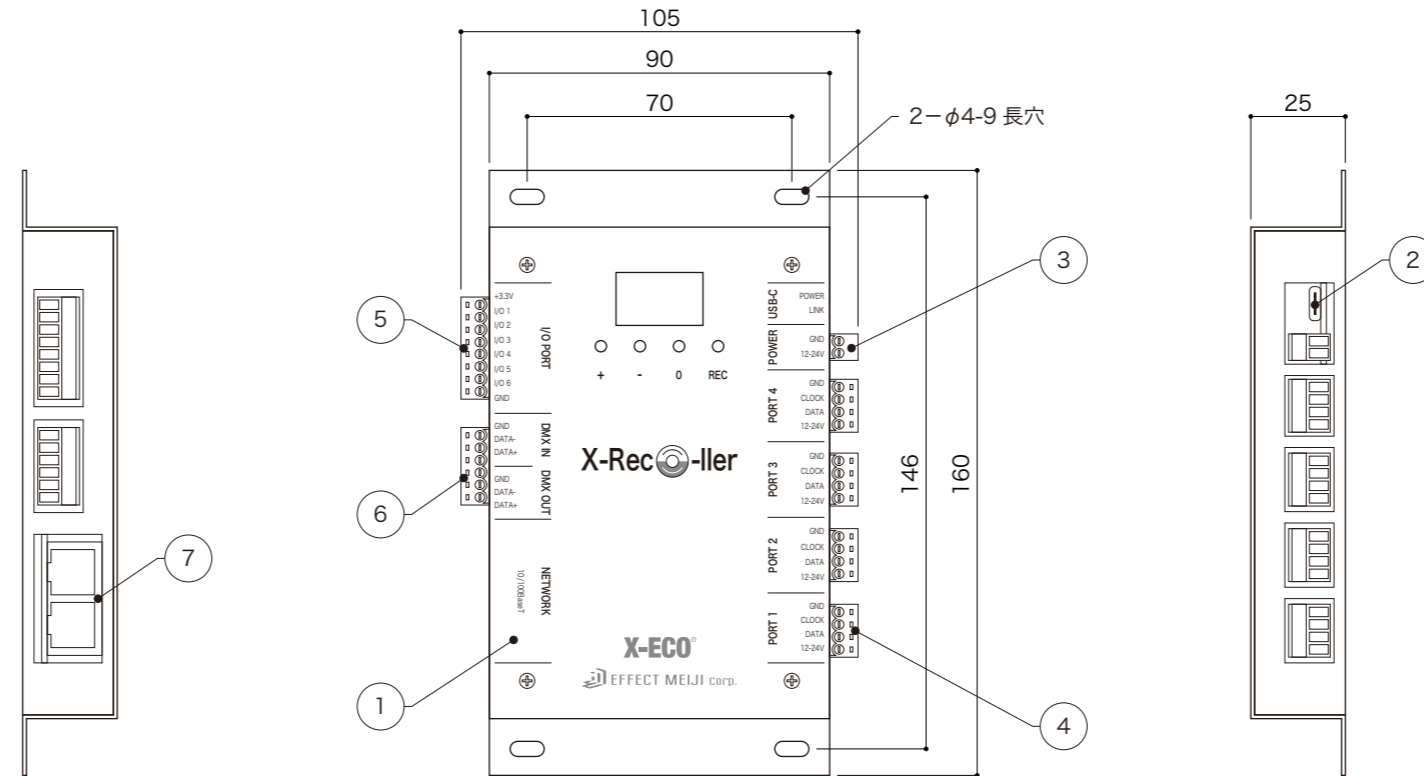 105
90
70
2-φ4-9 長穴
25
146
160
1
2
3
4
5
6
7
+3.3V
I/O 1
I/O 2
I/O 3
I/O 4
I/O 5
I/O 6
GND
I/O PORT
GND
DATA-
DATA+
DMX IN
GND
DATA-
DATA+
DMX OUT
NETWORK
10/100BaseT
+
-
0
REC
X-Rec-ller
X-ECO®
EFFECT MEIJI Corp.
USB-C
POWER
LINK
POWER
GND
12-24V
PORT 4
GND
CLOCK
DATA
12-24V
PORT 3
GND
CLOCK
DATA
12-24V
PORT 2
GND
CLOCK
DATA
12-24V
PORT 1
GND
CLOCK
DATA
12-24V